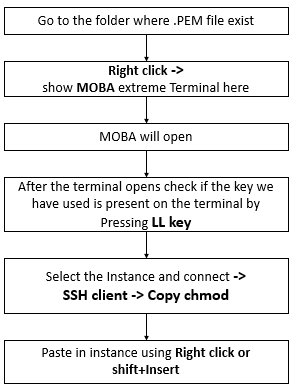 Go to the folder where .PEM file exist
Right click ->
show MOBA extreme Terminal here
MOBA will open
After the terminal opens check if the key we
have used is present on the terminal by
Pressing LL key
Select the Instance and connect ->
SSH client -> Copy chmod
Paste in instance using Right click or
shift+Insert